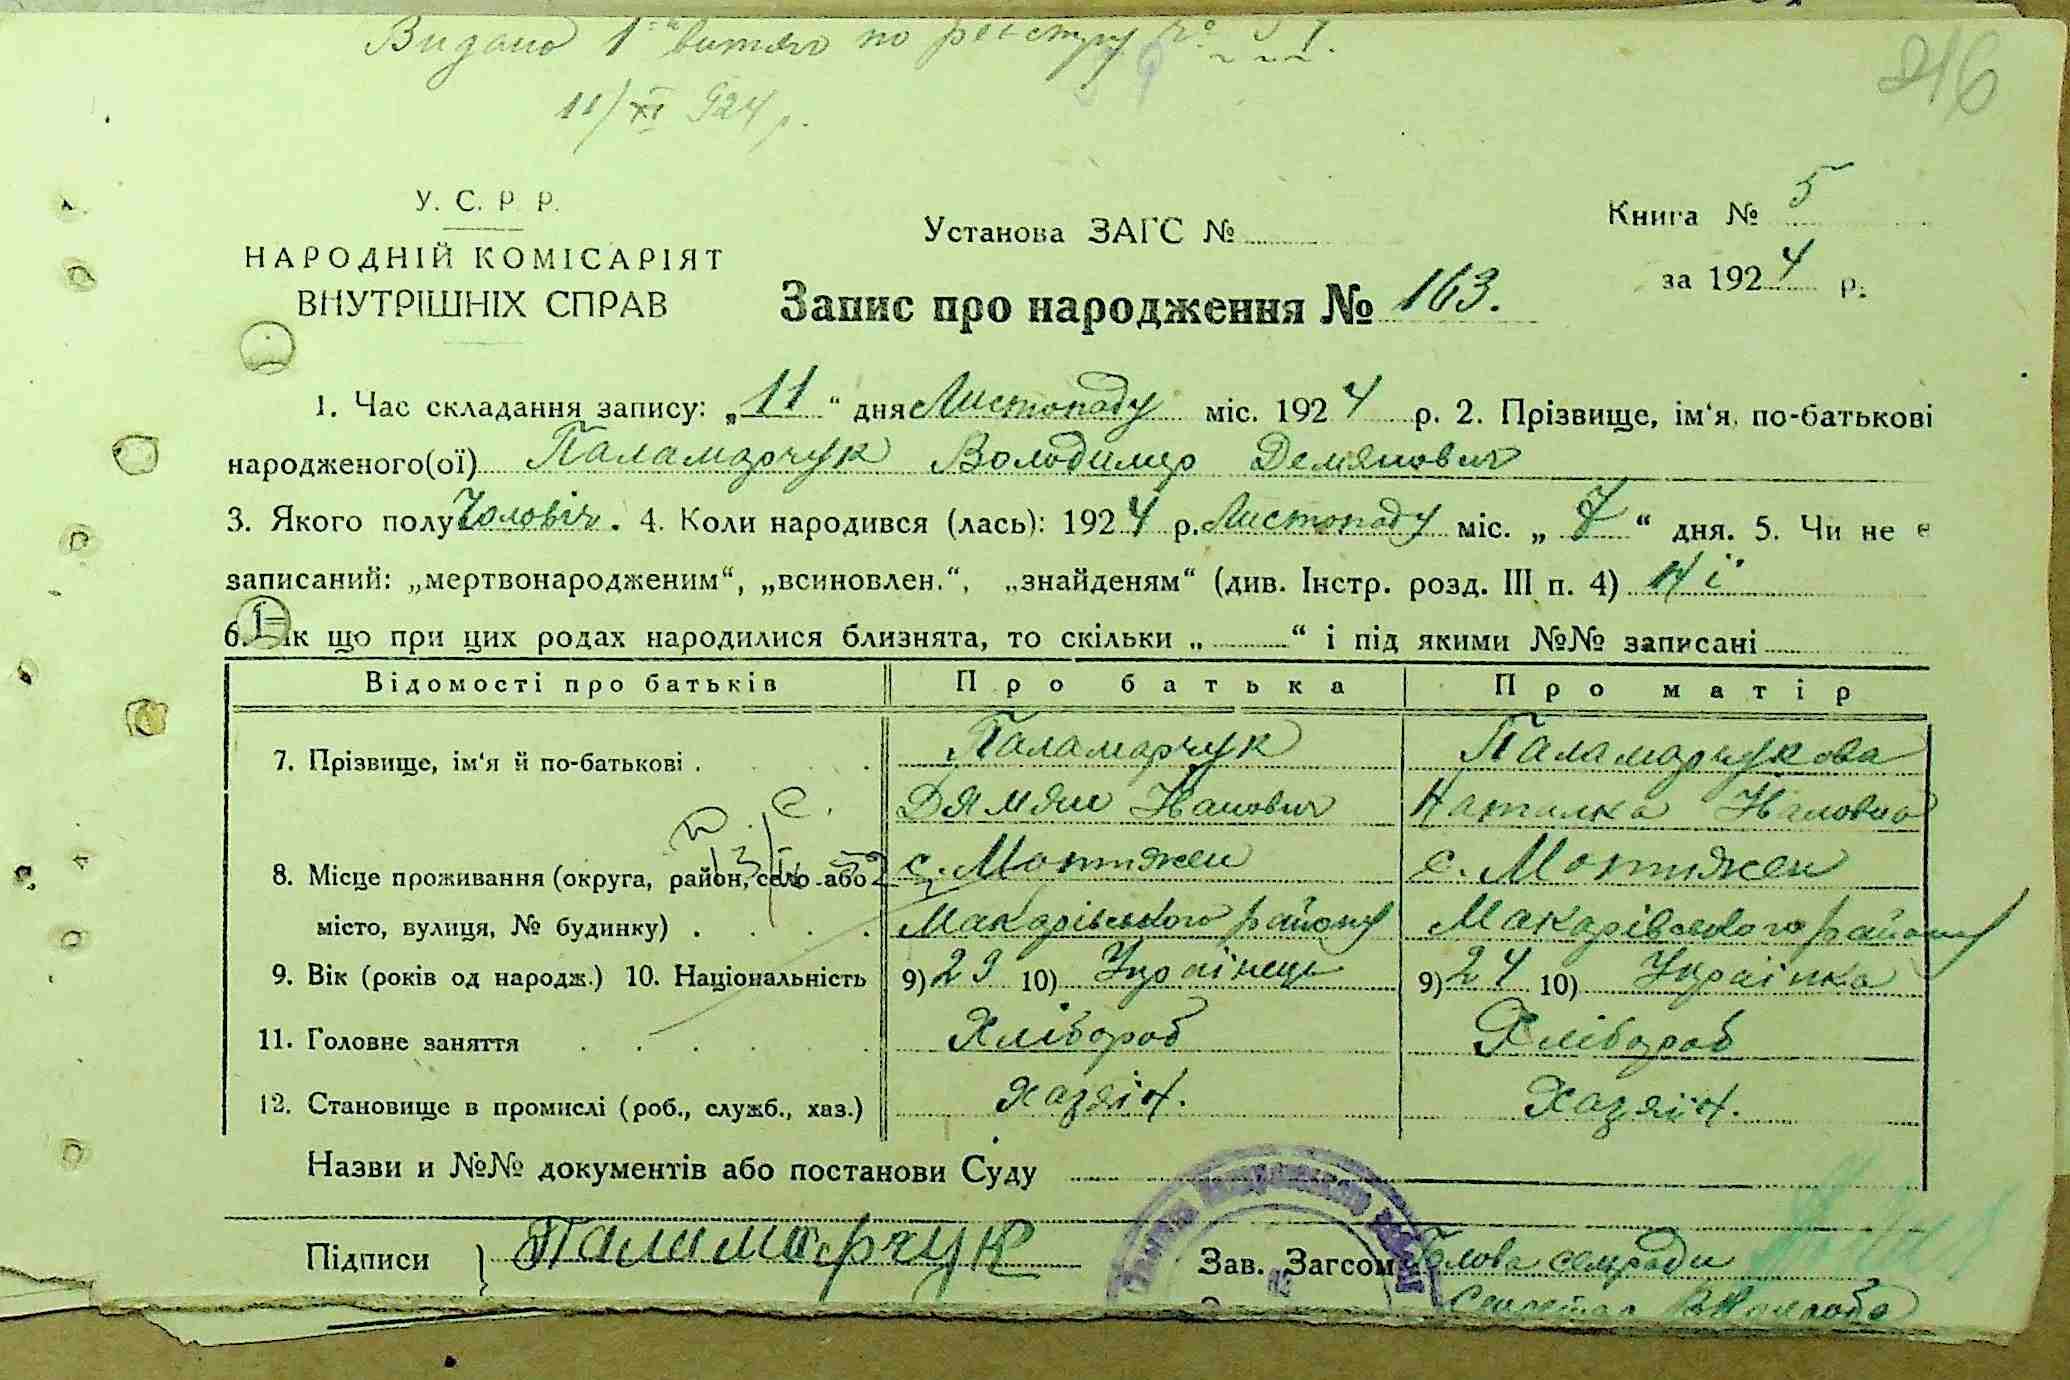 Видано 1й витяг по реєстру №
11/XI 924 р.
216
У. С. Р. Р.
НАРОДНІЙ КОМІСАРІЯТ
ВНУТРІШНІХ СПРАВ
Установа ЗАГС №
Книга № 5
за 1924 р.
Запис про народження № 163.
1. Час складання запису: „11“ дня Листопаду міс. 1924 р. 2. Прізвище, ім‘я, по-батькові
народженого(ої) Паламарчук Володимир Демянович
3. Якого полу Чоловіч. 4. Коли народився (лась): 1924 р. Листопаду міс. „7“ дня. 5. Чи не є
записаний: „мертвонародженим“, „всиновлен.“, „знайденям“ (див. Інстр. розд. III п. 4) Ні
6. Як що при цих родах народилися близнята, то скільки „ “ і під якими №№ записані
Відомості про батьків Про батька Про матір
7. Прізвище, ім‘я й по-батькові . Паламарчук Паламарчукова
Дямян Іванович Наталка Івановна
8. Місце проживання (округа, район, село або с. Мотижен с. Мотижен
місто, вулиця, № будинку) . Макарівського району Макарівського району
9. Вік (років од народж.) 10. Національність 9) 29 10) Українець 9) 24 10) Українка
11. Головне заняття Хлібороб Хлібороб
12. Становище в промислі (роб., служб., хаз.) Хазяїн. Хазяїн.
Назви и №№ документів або постанови Суду
Підписи } Паламарчук Зав. Загсом Голова сельради
Секретар